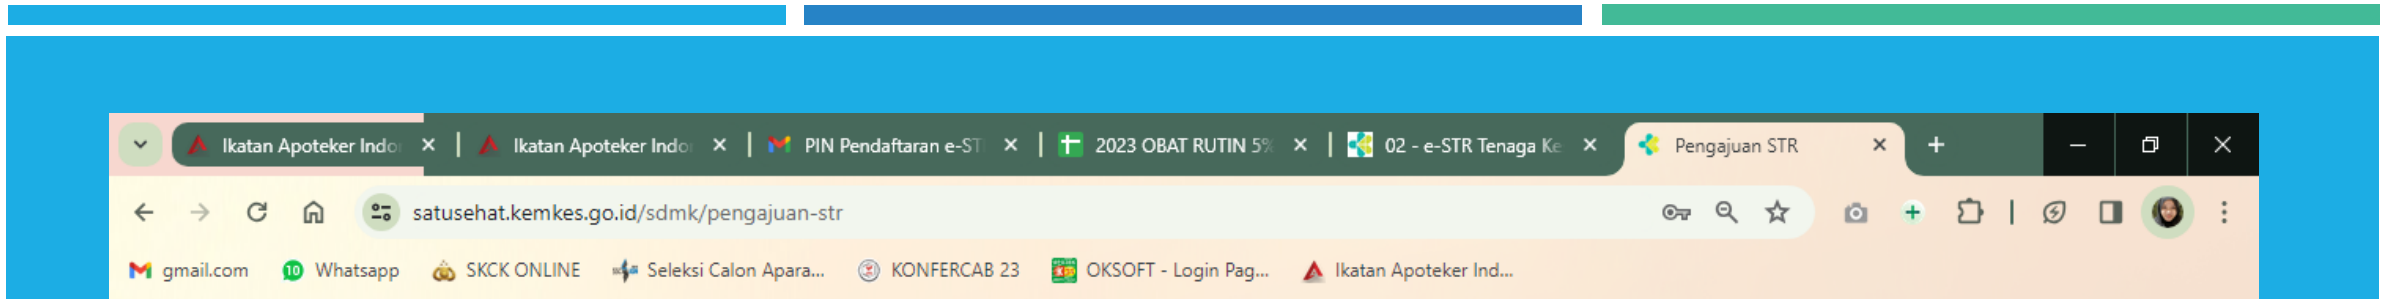 Ikatan Apoteker Indo Ikatan Apoteker Indo PIN Pendaftaran e-ST 2023 OBAT RUTIN 5% 02 - e-STR Tenaga Ke Pengajuan STR
satusehat.kemkes.go.id/sdmk/pengajuan-str
gmail.com 10 Whatsapp SKCK ONLINE Seleksi Calon Apara... KONFERCAB 23 OKSOFT - Login Pag... Ikatan Apoteker Ind...